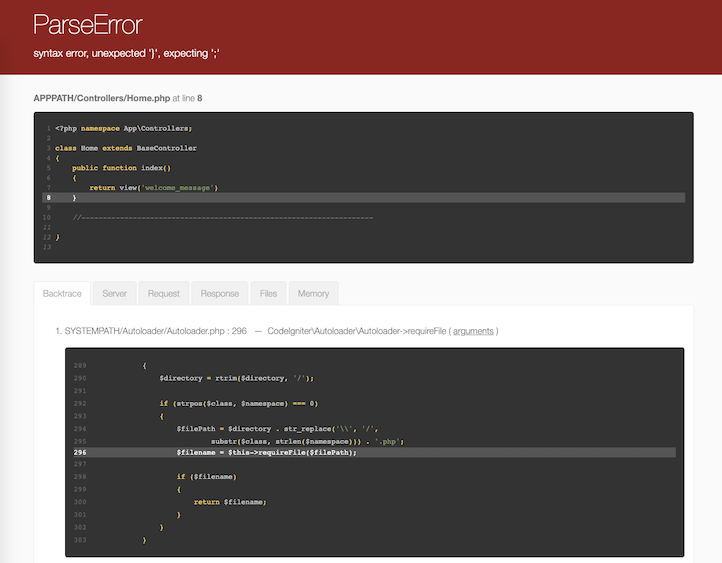 ParseError
syntax error, unexpected '}', expecting ';'
APPPATH/Controllers/Home.php at line 8
1 <?php namespace App\Controllers;
2
3 class Home extends BaseController
4 {
5 public function index()
6 {
7 return view('welcome_message')
8 }
9
10 //--------------------------------------------------------------------
11
12 }
13
Backtrace Server Request Response Files Memory
1. SYSTEMPATH/Autoloader/Autoloader.php : 296 — CodeIgniter\Autoloader\Autoloader->requireFile ( arguments )
289 {
290 $directory = rtrim($directory, '/');
291
292 if (strpos($class, $namespace) === 0)
293 {
294 $filePath = $directory . str_replace('\\', '/',
295 substr($class, strlen($namespace))) . '.php';
296 $filename = $this->requireFile($filePath);
297
298 if ($filename)
299 {
300 return $filename;
301 }
302 }
303 }